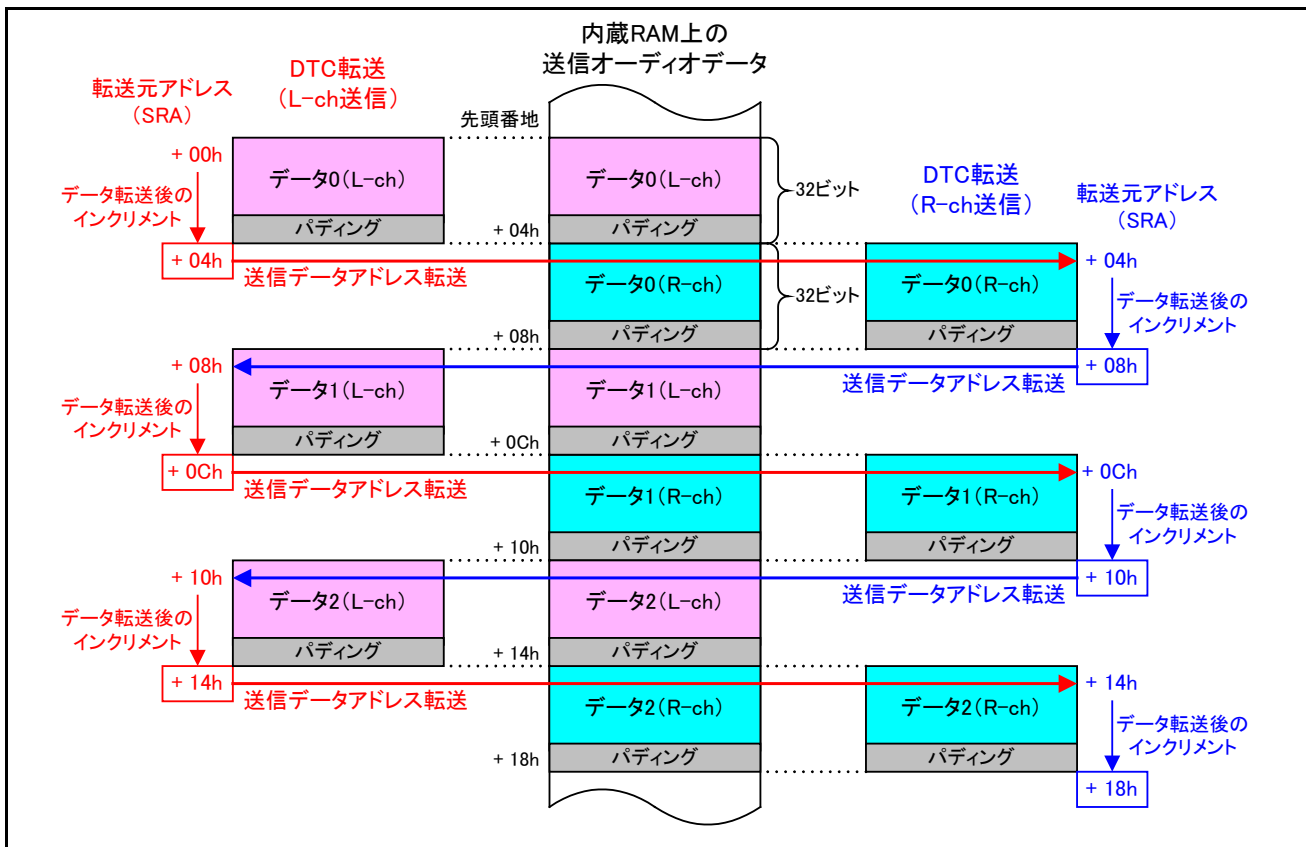 内蔵RAM上の
送信オーディオデータ
DTC転送
（L-ch送信）
転送元アドレス
（SRA）
先頭番地
+ 00h
データ0（L-ch）
データ0（L-ch）
32ビット
DTC転送
（R-ch送信）
転送元アドレス
（SRA）
データ転送後の
インクリメント
パディング
+ 04h
パディング
+ 04h
送信データアドレス転送
データ0（R-ch）
32ビット
データ0（R-ch）
+ 04h
データ転送後の
インクリメント
+ 08h
パディング
パディング
+ 08h
データ1（L-ch）
データ1（L-ch）
送信データアドレス転送
+ 08h
データ転送後の
インクリメント
パディング
+ 0Ch
パディング
+ 0Ch
送信データアドレス転送
データ1（R-ch）
データ1（R-ch）
+ 0Ch
データ転送後の
インクリメント
+ 10h
パディング
パディング
+ 10h
データ2（L-ch）
データ2（L-ch）
送信データアドレス転送
+ 10h
データ転送後の
インクリメント
パディング
+ 14h
パディング
+ 14h
送信データアドレス転送
データ2（R-ch）
データ2（R-ch）
+ 14h
データ転送後の
インクリメント
+ 18h
パディング
パディング
+ 18h